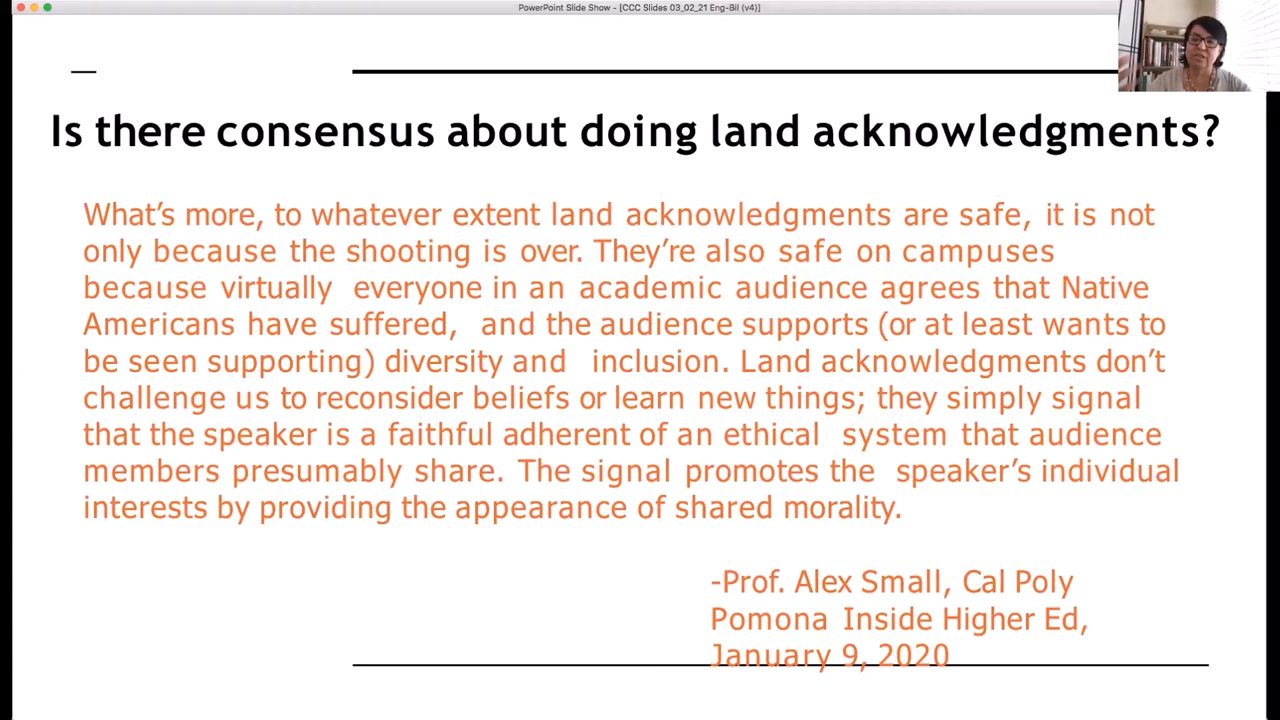 PowerPoint Slide Show - [CCC Slides 03_02_21 Eng-Bil (v4)]
Is there consensus about doing land acknowledgments?
What's more, to whatever extent land acknowledgments are safe, it is not
only because the shooting is over. They're also safe on campuses
because virtually everyone in an academic audience agrees that Native
Americans have suffered, and the audience supports (or at least wants to
be seen supporting) diversity and inclusion. Land acknowledgments don't
challenge us to reconsider beliefs or learn new things; they simply signal
that the speaker is a faithful adherent of an ethical system that audience
members presumably share. The signal promotes the speaker's individual
interests by providing the appearance of shared morality.
-Prof. Alex Small, Cal Poly
Pomona Inside Higher Ed,
January 9, 2020